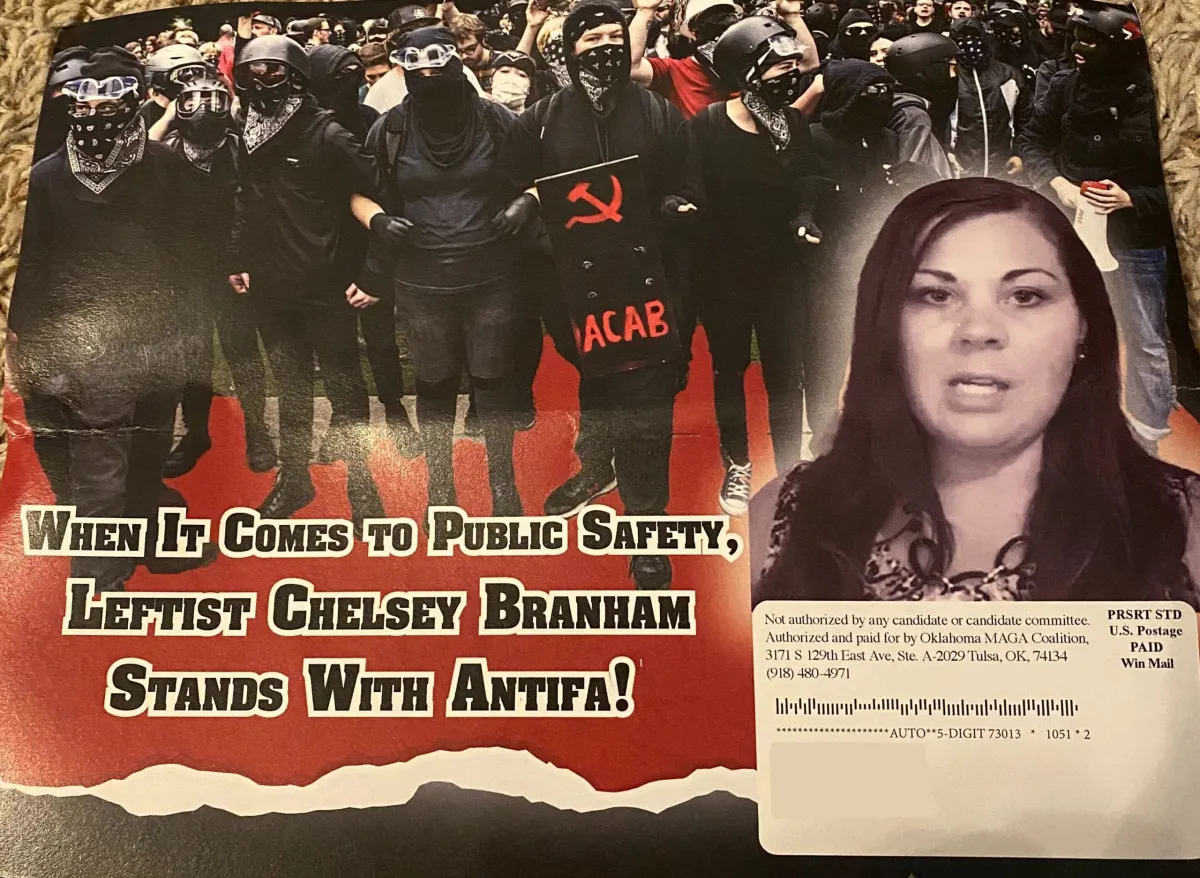 ACAB
WHEN IT COMES TO PUBLIC SAFETY,
LEFTIST CHELSEY BRANHAM
STANDS WITH ANTIFA!
Not authorized by any candidate or candidate committee.
Authorized and paid for by Oklahoma MAGA Coalition,
3171 S 129th East Ave, Ste. A-2029 Tulsa, OK, 74134
(918) 480-4971
PRSRT STD
U.S. Postage
PAID
Win Mail
********************AUTO**5-DIGIT 73013 * 1051 * 2